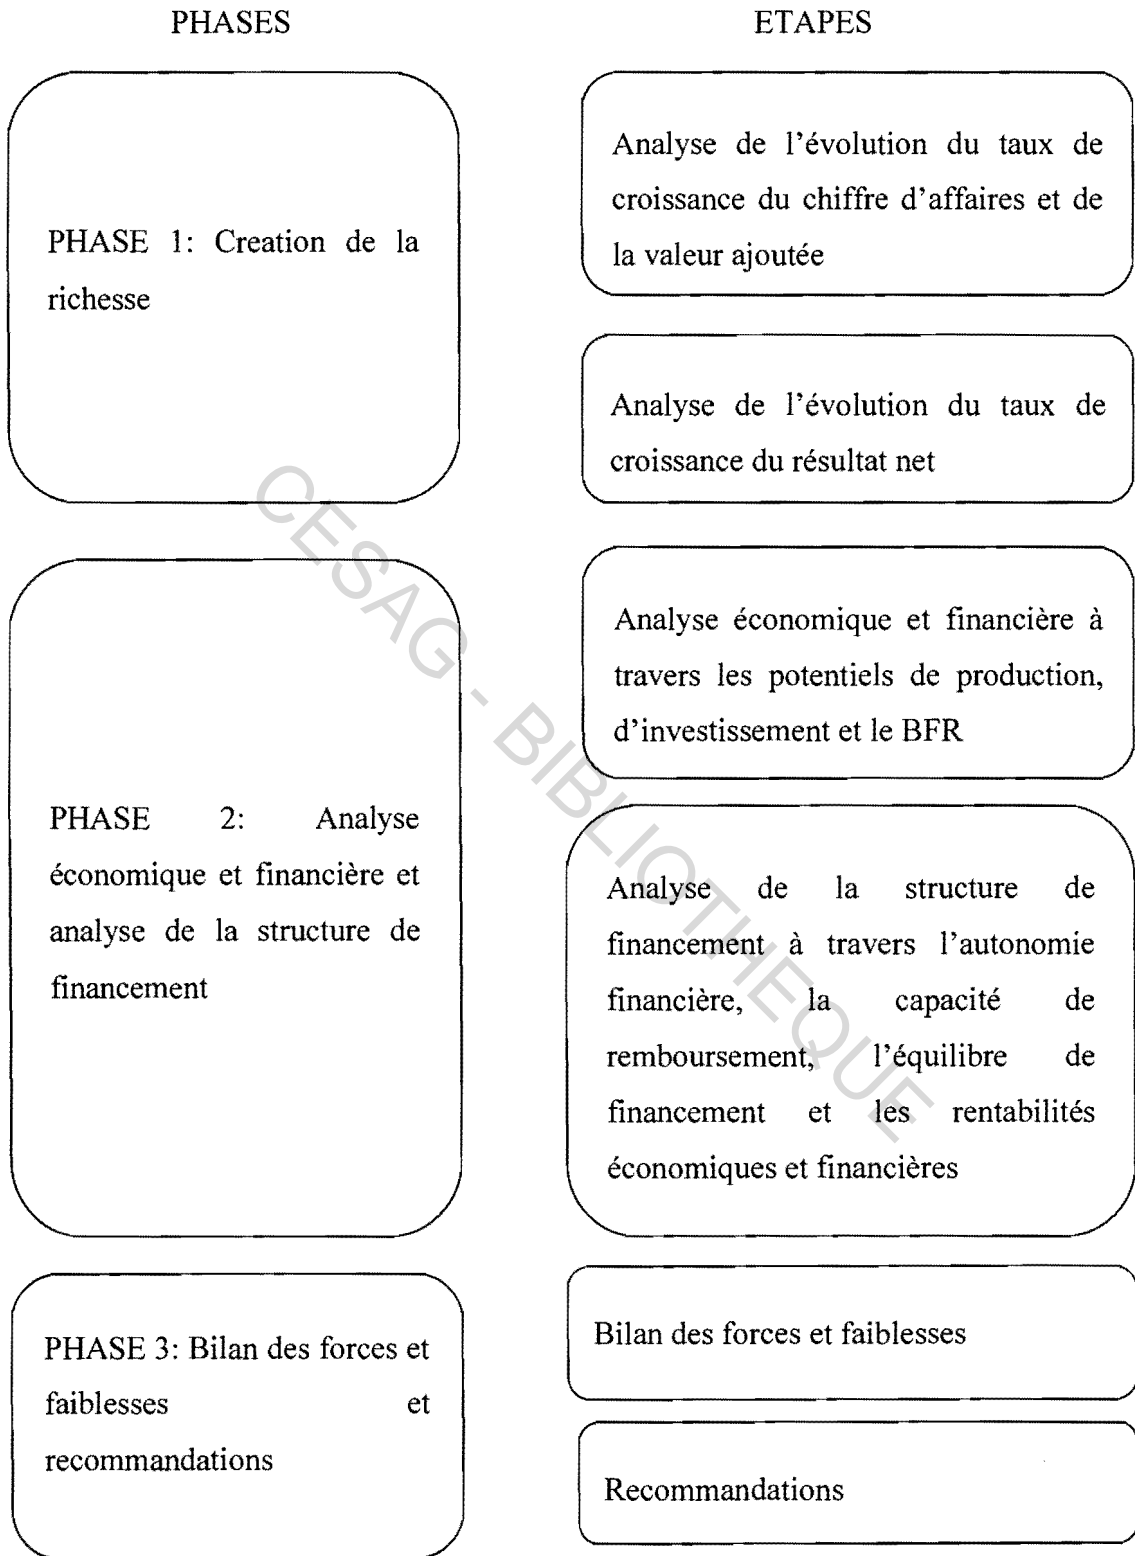 PHASES
ETAPES
PHASE 1: Creation de la
richesse
Analyse de l'évolution du taux de
croissance du chiffre d'affaires et de
la valeur ajoutée
Analyse de l'évolution du taux de
croissance du résultat net
PHASE 2: Analyse
économique et financière et
analyse de la structure de
financement
Analyse économique et financière à
travers les potentiels de production,
d'investissement et le BFR
Analyse de la structure de
financement à travers l'autonomie
financière, la capacité de
remboursement, l'équilibre de
financement et les rentabilités
économiques et financières
PHASE 3: Bilan des forces et
faiblesses et
recommandations
Bilan des forces et faiblesses
Recommandations
CESAG - BIBLIOTHEQUE